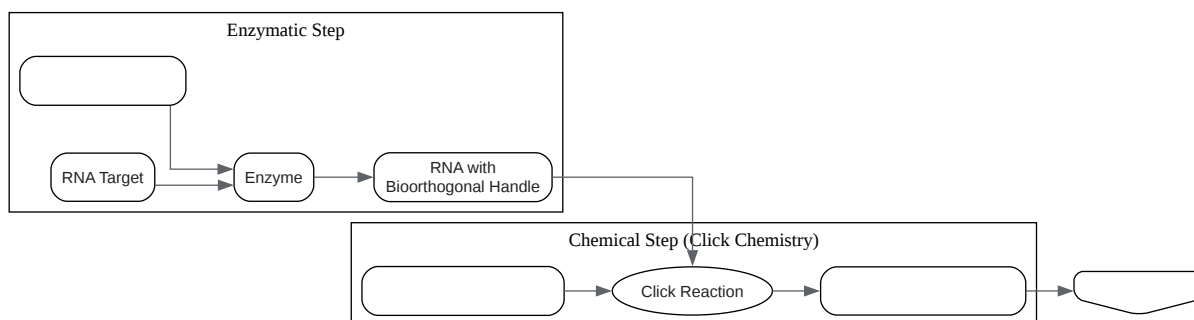 Enzymatic Step
RNA Target
Enzyme
RNA with
Bioorthogonal Handle
Chemical Step (Click Chemistry)
Click Reaction